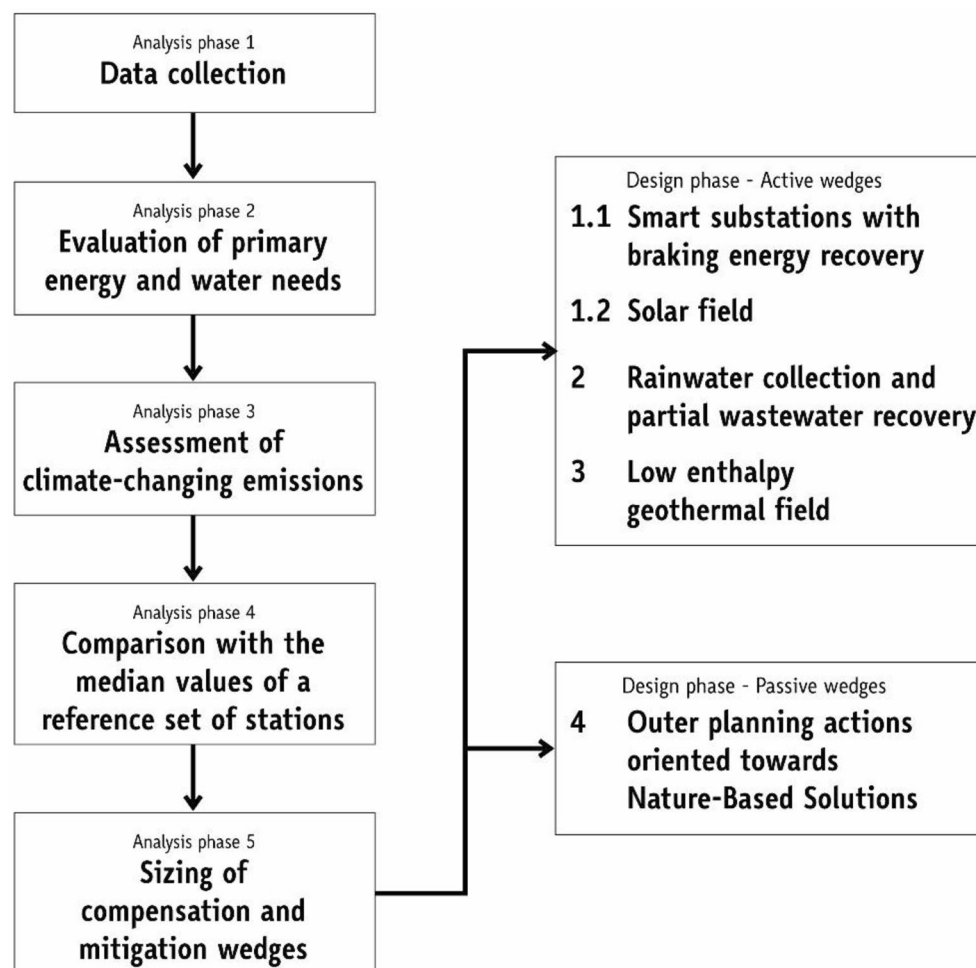 Analysis phase 1
Data collection
Analysis phase 2
Evaluation of primary
energy and water needs
Analysis phase 3
Assessment of
climate-changing emissions
Analysis phase 4
Comparison with the
median values of a
reference set of stations
Analysis phase 5
Sizing of
compensation and
mitigation wedges
Design phase - Active wedges
1.1 Smart substations with
braking energy recovery
1.2 Solar field
2 Rainwater collection and
partial wastewater recovery
3 Low enthalpy
geothermal field
Design phase - Passive wedges
4 Outer planning actions
oriented towards
Nature-Based Solutions